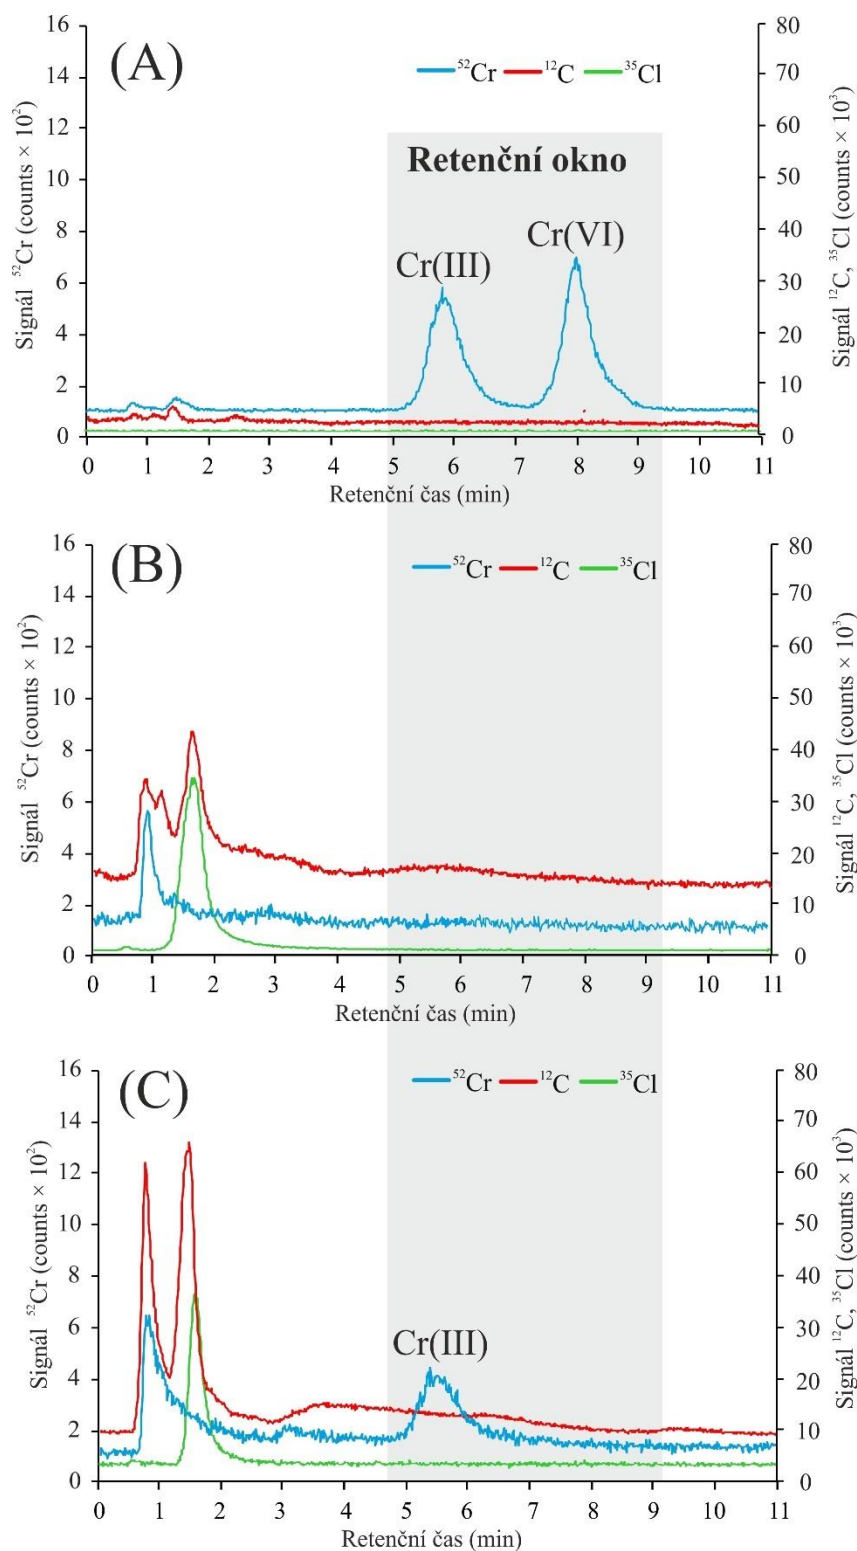 (A)
⁵²Cr ¹²C ³⁵Cl
Retenční okno
Cr(III)
Cr(VI)
Signál ⁵²Cr (counts × 10²)
16
14
12
10
8
6
4
2
0
Signál ¹²C, ³⁵Cl (counts × 10³)
80
70
60
50
40
30
20
10
0
0 1 2 3 4 5 6 7 8 9 10 11
Retenční čas (min)
(B)
⁵²Cr ¹²C ³⁵Cl
Signál ⁵²Cr (counts × 10²)
16
14
12
10
8
6
4
2
0
Signál ¹²C, ³⁵Cl (counts × 10³)
80
70
60
50
40
30
20
10
0
0 1 2 3 4 5 6 7 8 9 10 11
Retenční čas (min)
(C)
⁵²Cr ¹²C ³⁵Cl
Cr(III)
Signál ⁵²Cr (counts × 10²)
16
14
12
10
8
6
4
2
0
Signál ¹²C, ³⁵Cl (counts × 10³)
80
70
60
50
40
30
20
10
0
0 1 2 3 4 5 6 7 8 9 10 11
Retenční čas (min)